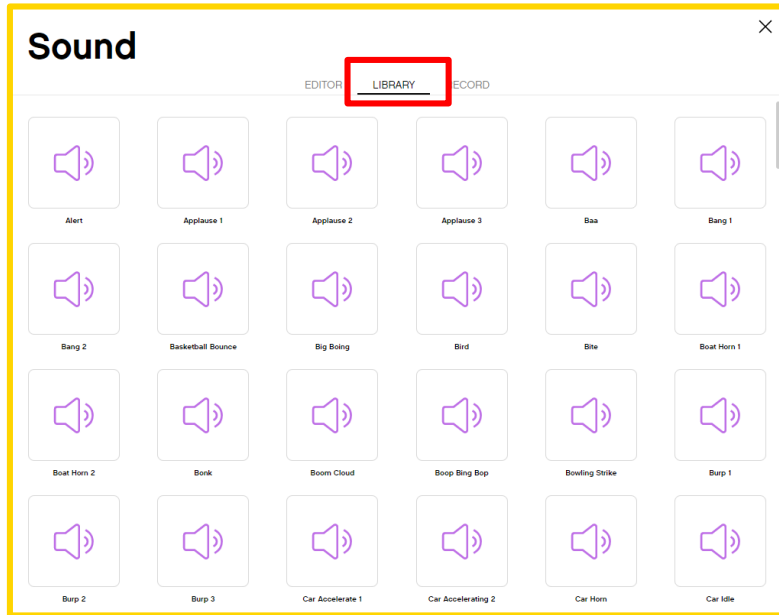 Sound
EDITOR LIBRARY RECORD
Alert Applause 1 Applause 2 Applause 3 Baa Bang 1
Bang 2 Basketball Bounce Big Boing Bird Bite Boat Horn 1
Boat Horn 2 Bonk Boom Cloud Boop Bing Bop Bowling Strike Burp 1
Burp 2 Burp 3 Car Accelerate 1 Car Accelerating 2 Car Horn Car Idle